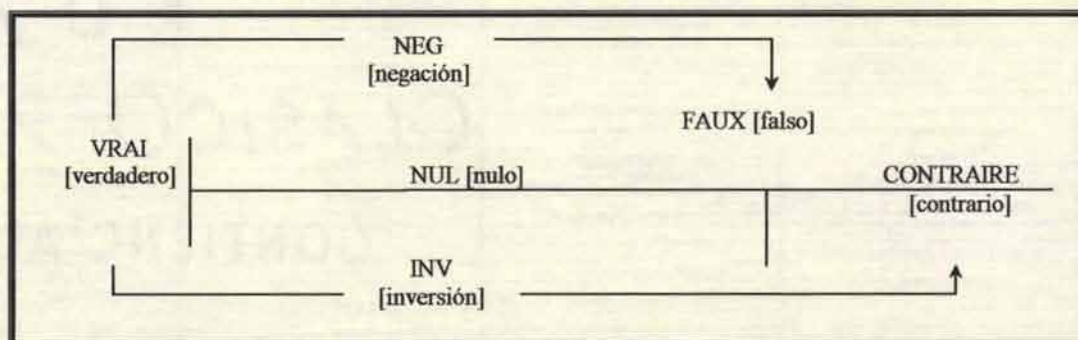 NEG
[negación]
FAUX [falso]
VRAI
[verdadero]
NUL [nulo]
CONTRAIRE
[contrario]
INV
[inversión]